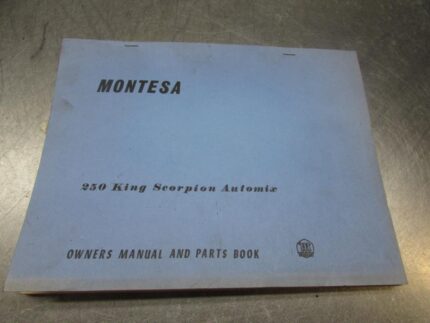 MONTESA
250 King Scorpion Automix
OWNERS MANUAL AND PARTS BOOK